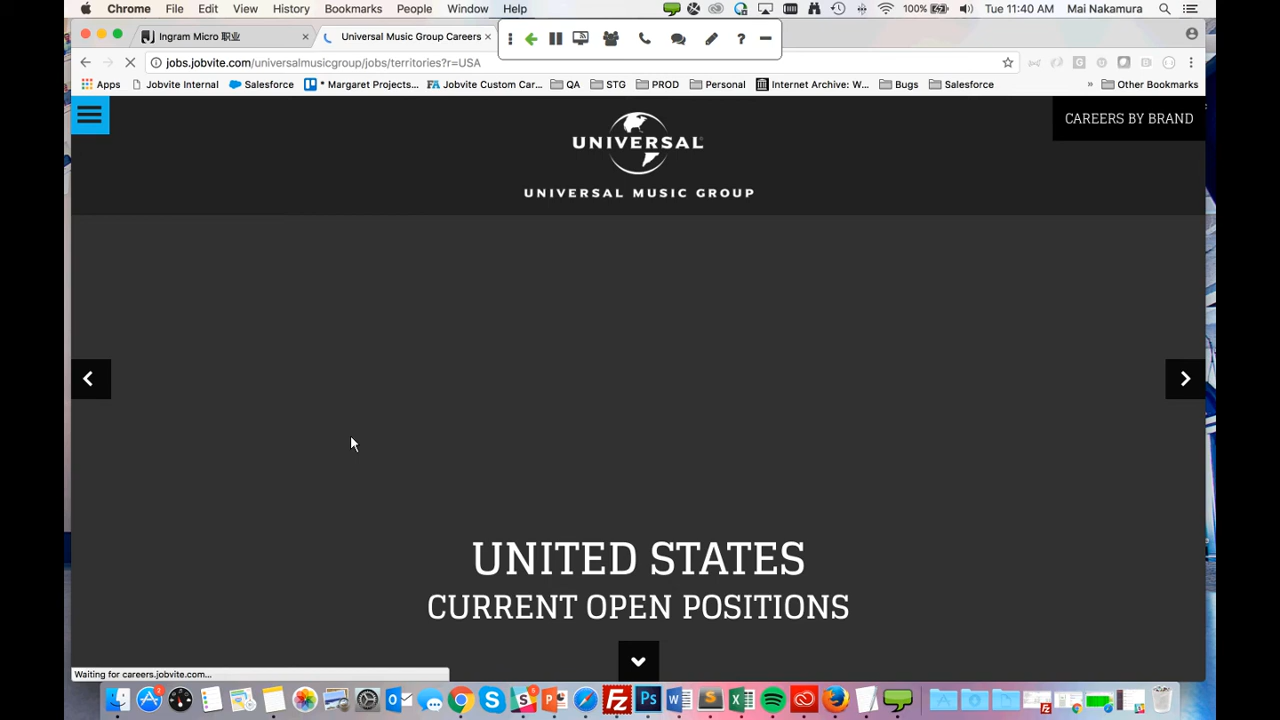 Chrome File Edit View History Bookmarks People Window Help 100% Tue 11:40 AM Mai Nakamura
Ingram Micro 职业 Universal Music Group Careers
jobs.jobvite.com/universalmusicgroup/jobs/territories?r=USA
Apps Jobvite Internal Salesforce * Margaret Projects... Jobvite Custom Car... QA STG PROD Personal Internet Archive: W... Bugs Salesforce » Other Bookmarks
CAREERS BY BRAND
UNIVERSAL
UNIVERSAL MUSIC GROUP
UNITED STATES
CURRENT OPEN POSITIONS
Waiting for careers.jobvite.com...